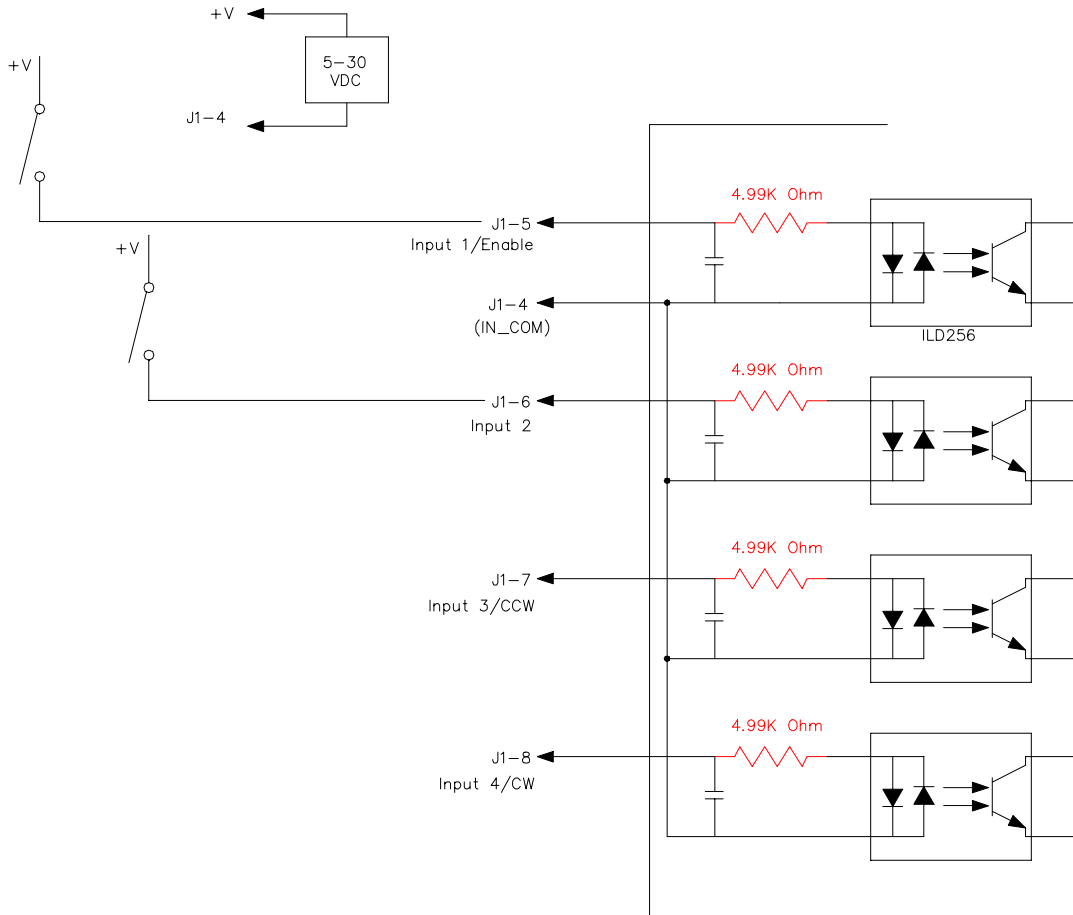 +V
5-30
VDC
+V
J1-4
4.99K Ohm
J1-5
Input 1/Enable
+V
J1-4
(IN_COM)
ILD256
4.99K Ohm
J1-6
Input 2
4.99K Ohm
J1-7
Input 3/CCW
4.99K Ohm
J1-8
Input 4/CW